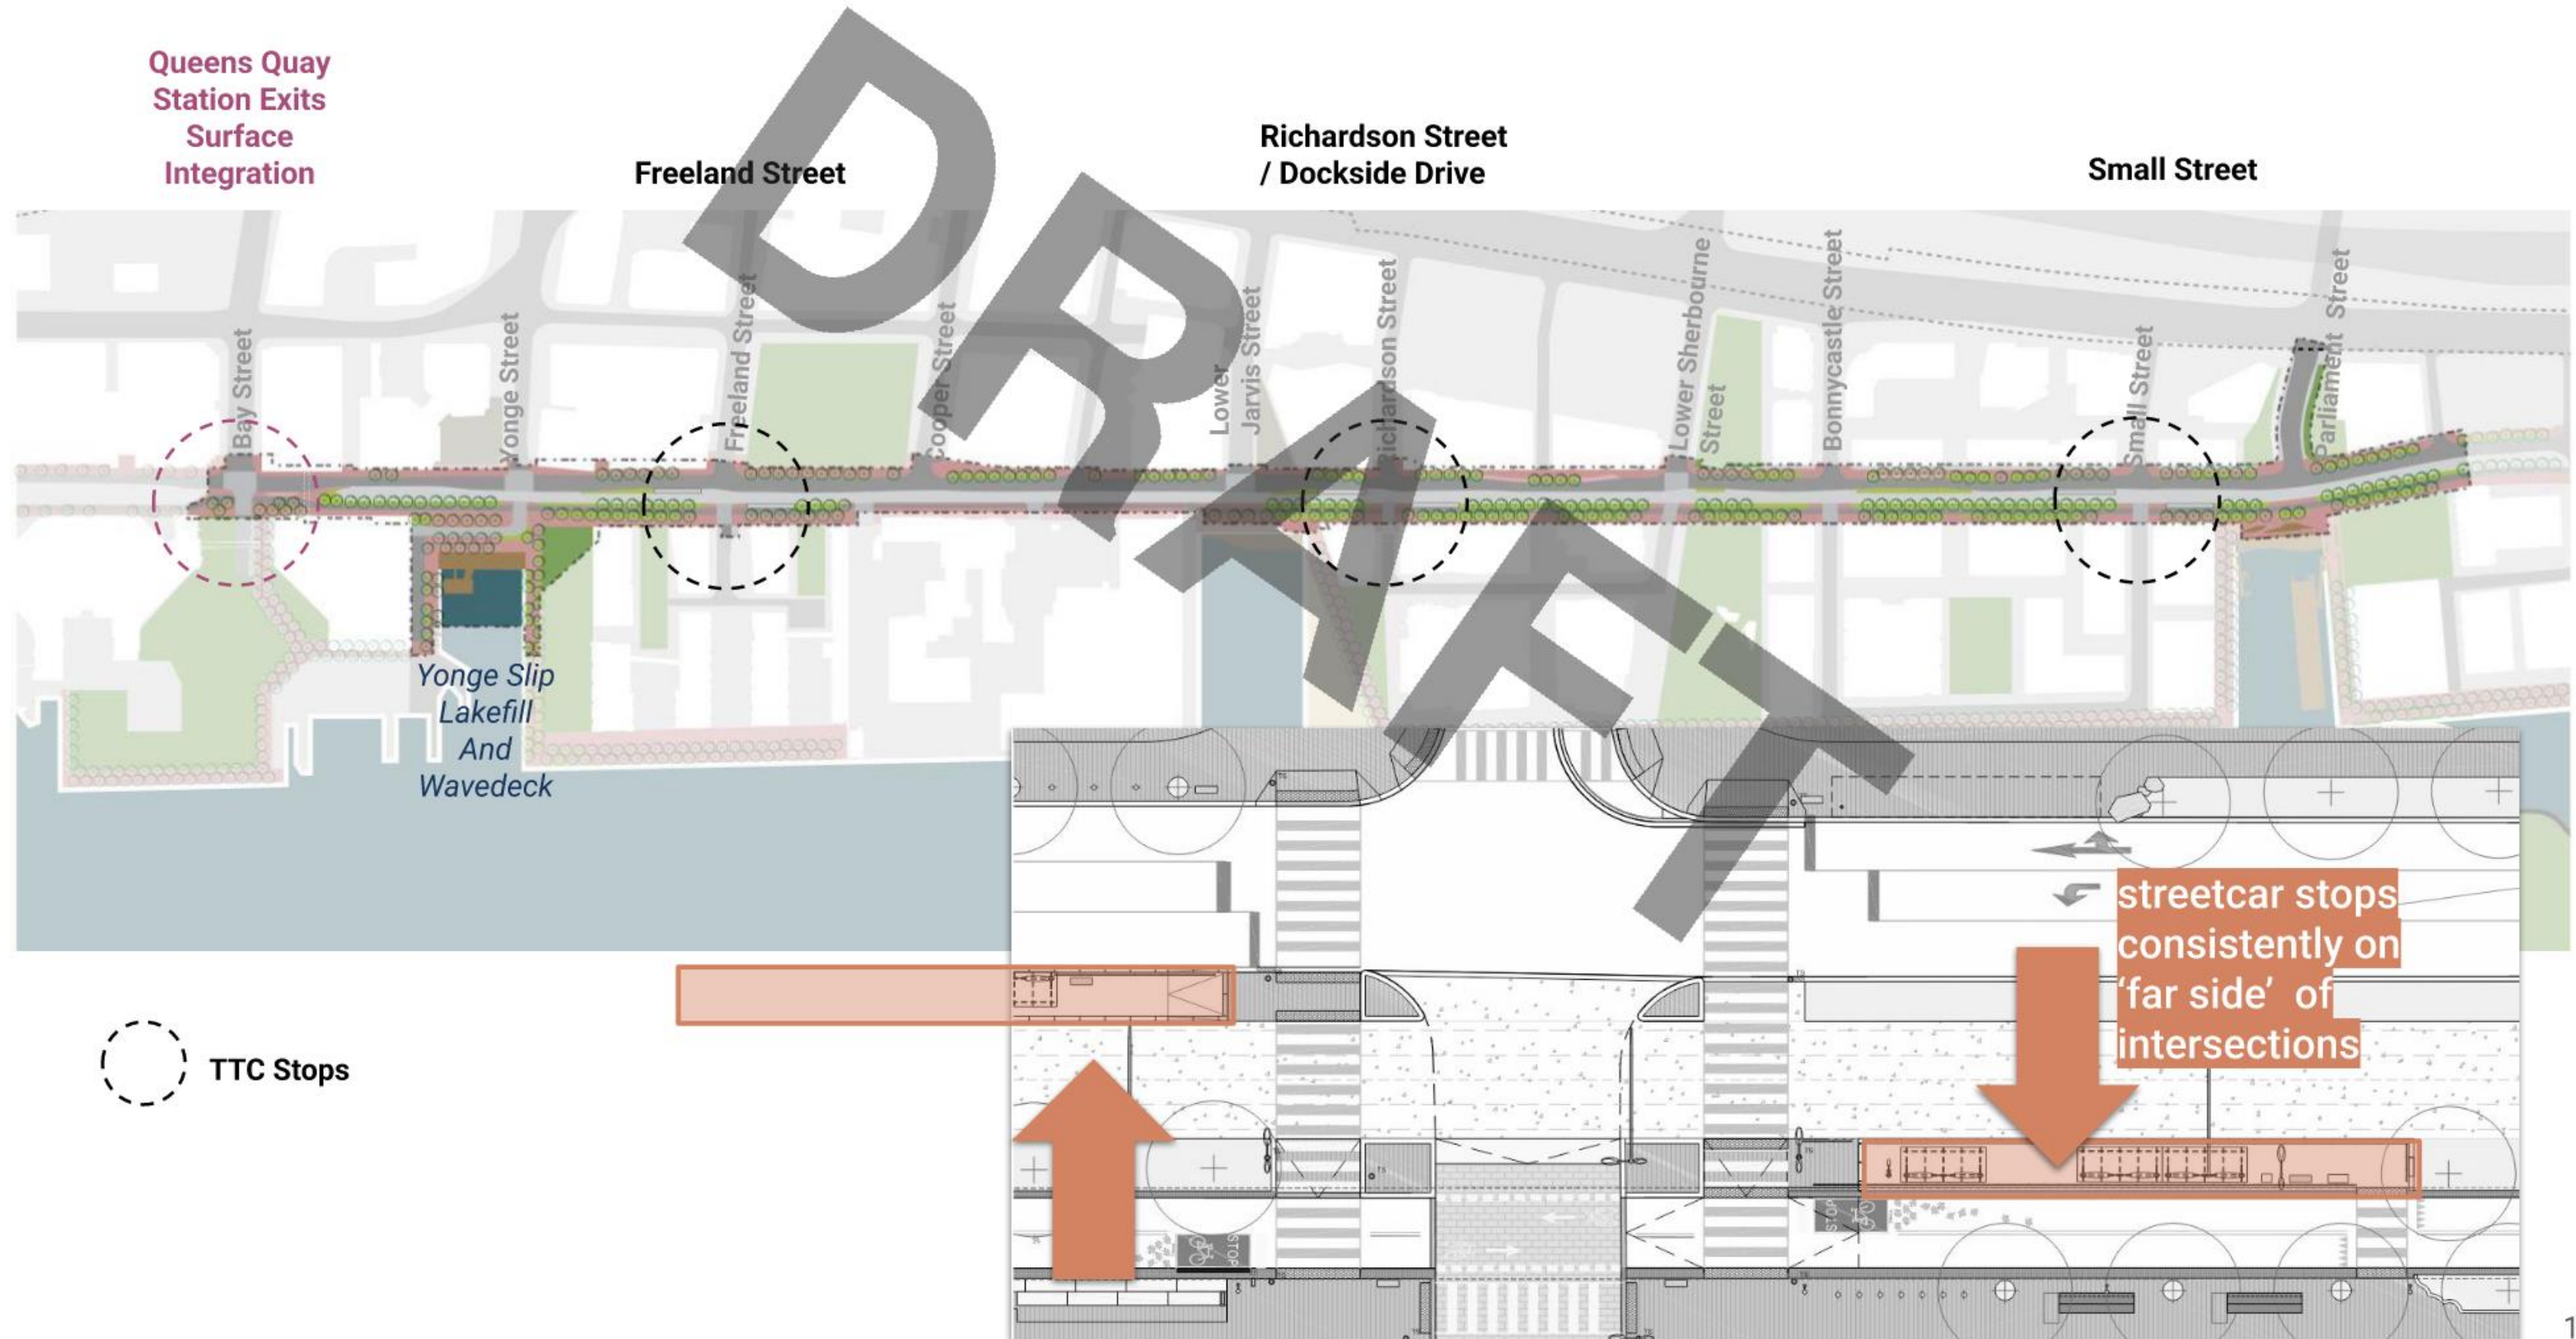 Queens Quay
Station Exits
Surface
Integration
Freeland Street
Richardson Street
/ Dockside Drive
Small Street
DRAFT
Bay Street
Yonge Street
Freeland Street
Cooper Street
Lower
Jarvis Street
Richardson Street
Lower Sherbourne
Street
Bonnycastle Street
Small Street
Parliament Street
Yonge Slip
Lakefill
And
Wavedeck
streetcar stops
consistently on
‘far side’ of
intersections
TTC Stops
STOP
STOP
1